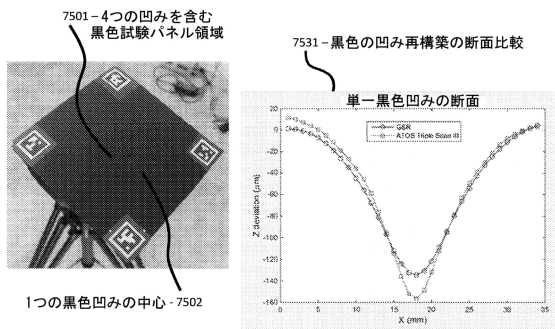 7501 – 4つの凹みを含む
黒色試験パネル領域
1つの黒色凹みの中心 - 7502
7531 – 黒色の凹み再構築の断面比較
単一黒色凹みの断面
GSR
ATOS Triple Scan III
Z deviation (μm)
20
0
-20
-40
-60
-80
-100
-120
-140
-160
0 5 10 15 20 25 30 35
X (mm)